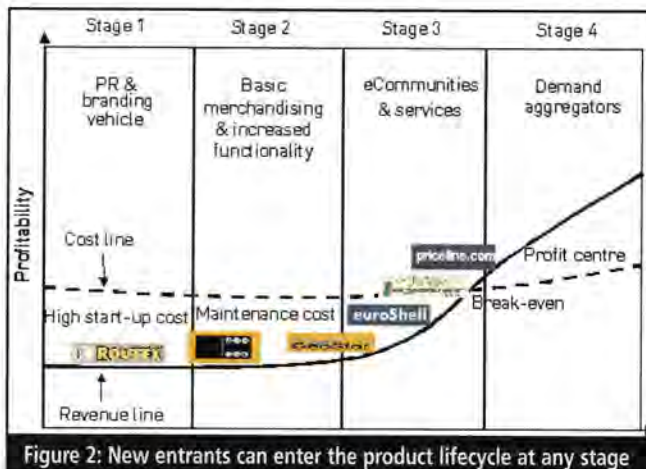 Stage 1
Stage 2
Stage 3
Stage 4
PR &
branding
vehicle
Basic
merchandising
& increased
functionality
eCommunities
& services
Demand
aggregators
Profitability
Cost line
priceline.com
Profit centre
High start-up cost
Maintenance cost
euroShell
Break-even
ROUTEX
Revenue line
Figure 2: New entrants can enter the product lifecycle at any stage